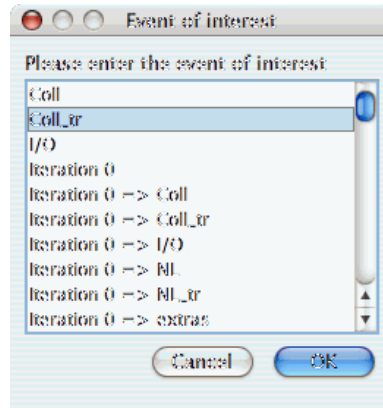 Event of interest
Please enter the event of interest
Coll
Coll_tr
I/O
Iteration 0
Iteration 0 => Coll
Iteration 0 => Coll_tr
Iteration 0 => I/O
Iteration 0 => NL
Iteration 0 => NL_tr
Iteration 0 => extras
Cancel OK